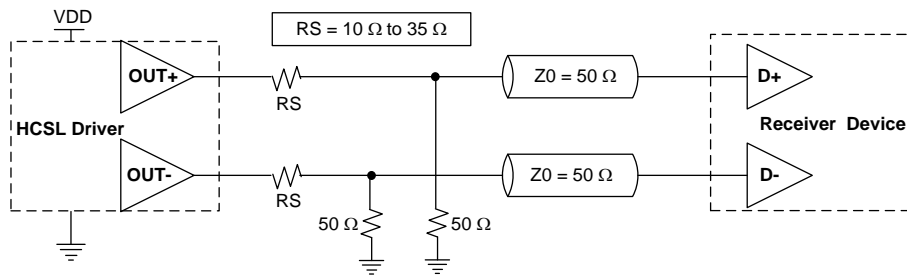 VDD
RS = 10 Ω to 35 Ω
OUT+
RS
Z0 = 50 Ω
D+
HCSL Driver
Receiver Device
OUT-
RS
Z0 = 50 Ω
D-
50 Ω
50 Ω